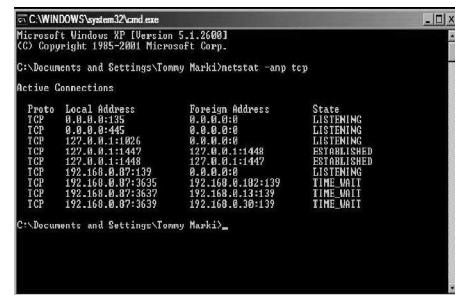 C:\WINDOWS\system32\cmd.exe
Microsoft Windows XP [Version 5.1.2600]
(C) Copyright 1985-2001 Microsoft Corp.
C:\Documents and Settings\Tommy Marki>netstat -anp tcp
Active Connections
Proto Local Address Foreign Address State
TCP 0.0.0.0:135 0.0.0.0:0 LISTENING
TCP 0.0.0.0:445 0.0.0.0:0 LISTENING
TCP 127.0.0.1:1026 0.0.0.0:0 LISTENING
TCP 127.0.0.1:1447 127.0.0.1:1448 ESTABLISHED
TCP 127.0.0.1:1448 127.0.0.1:1447 ESTABLISHED
TCP 192.168.0.87:139 0.0.0.0:0 LISTENING
TCP 192.168.0.87:3635 192.168.0.102:139 TIME_WAIT
TCP 192.168.0.87:3637 192.168.0.13:139 TIME_WAIT
TCP 192.168.0.87:3639 192.168.0.30:139 TIME_WAIT
C:\Documents and Settings\Tommy Marki>_